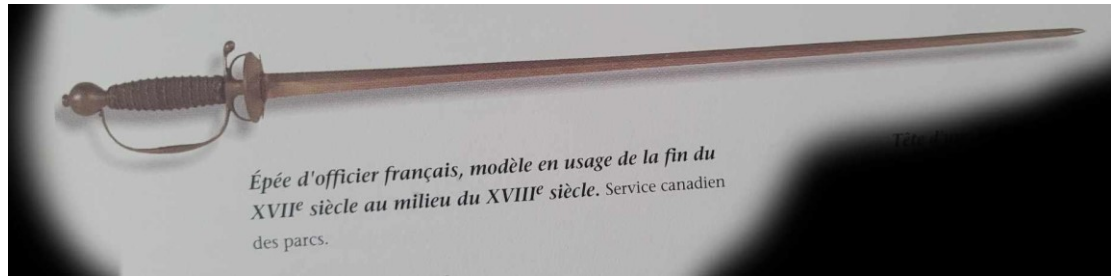 Épée d'officier français, modèle en usage de la fin du
XVIIe siècle au milieu du XVIIIe siècle. Service canadien
des parcs.
Tête